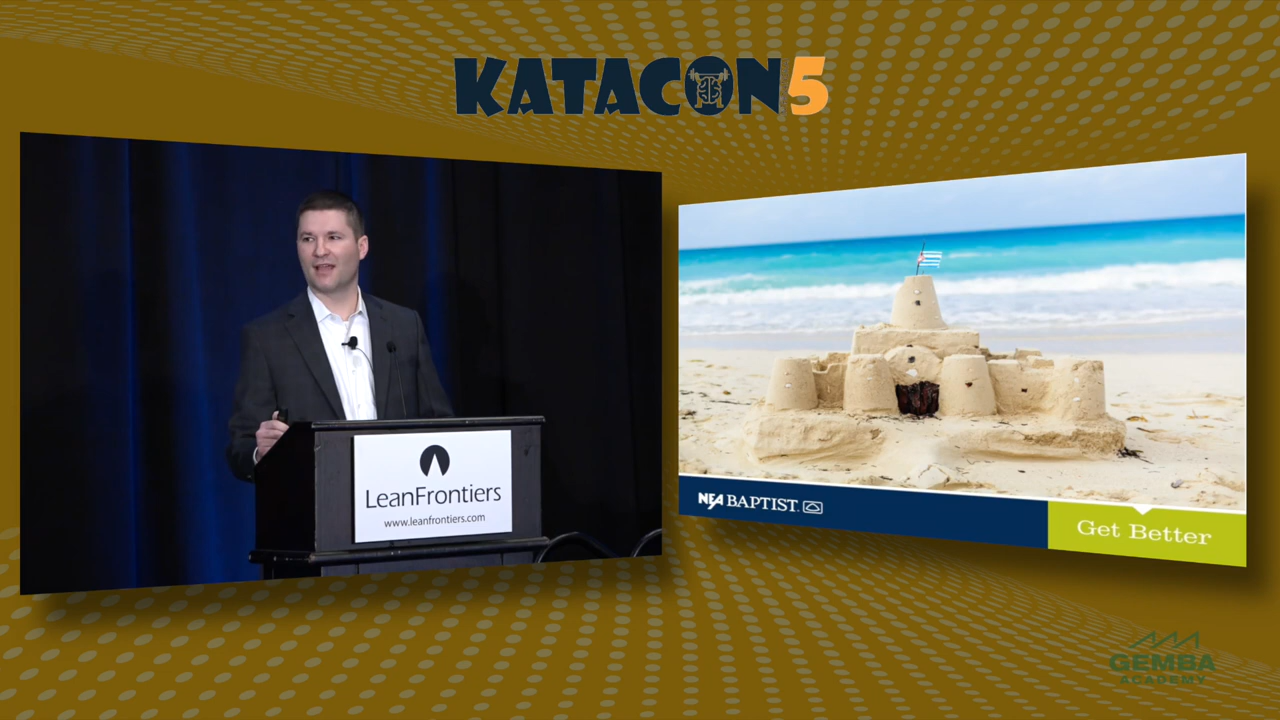 KATACON5
LeanFrontiers
www.leanfrontiers.com
NEA BAPTIST.
Get Better
GEMBA
ACADEMY